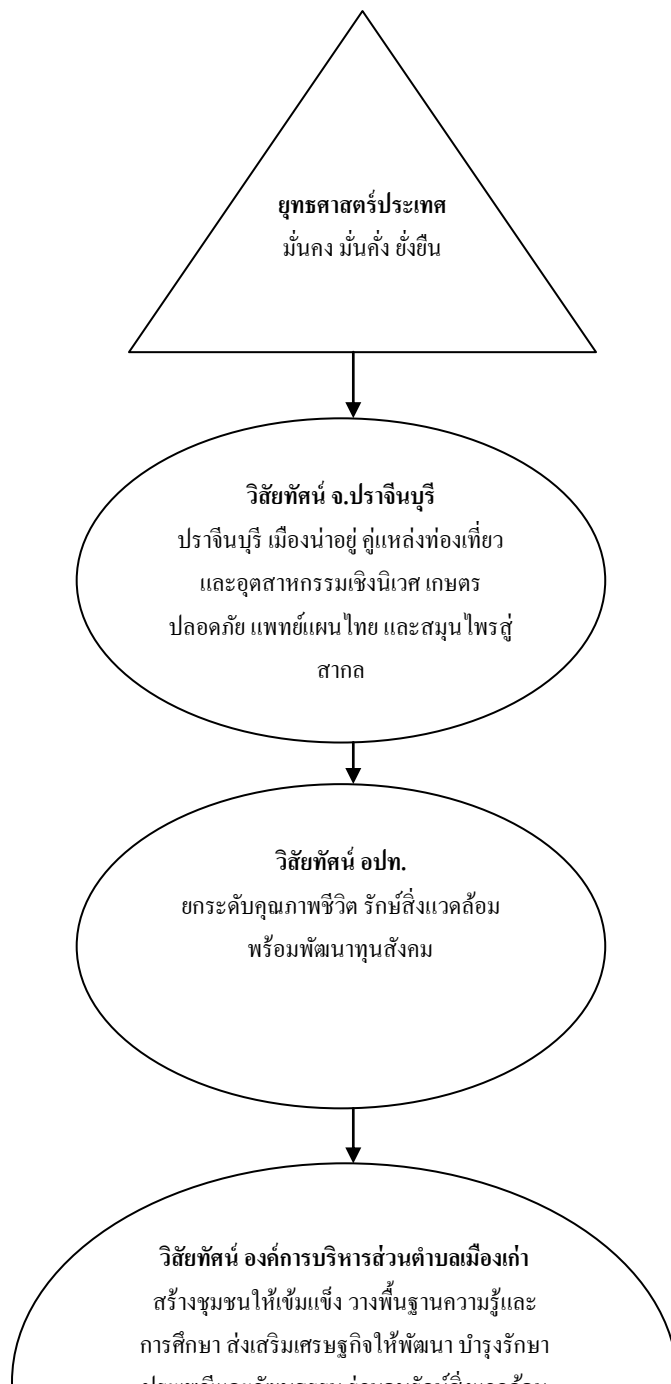 ยุทธศาสตร์ประเทศ
มั่นคง มั่นคั่ง ยั่งยืน
วิสัยทัศน์ จ.ปราจีนบุรี
ปราจีนบุรี เมืองน่าอยู่ คู่แหล่งท่องเที่ยว
และอุตสาหกรรมเชิงนิเวศ เกษตร
ปลอดภัย แพทย์แผนไทย และสมุนไพรสู่
สากล
วิสัยทัศน์ อปท.
ยกระดับคุณภาพชีวิต รักษ์สิ่งแวดล้อม
พร้อมพัฒนาทุนสังคม
วิสัยทัศน์ องค์การบริหารส่วนตำบลเมืองเก่า
สร้างชุมชนให้เข้มแข็ง วางพื้นฐานความรู้และ
การศึกษา ส่งเสริมเศรษฐกิจให้พัฒนา บำรุงรักษา